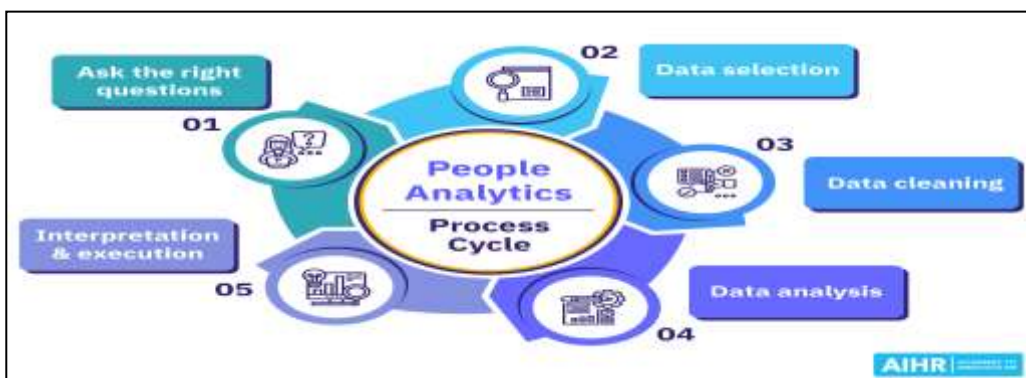 01
Ask the right
questions
02
Data selection
03
Data cleaning
04
Data analysis
05
Interpretation
& execution
People
Analytics
Process
Cycle
AIHR